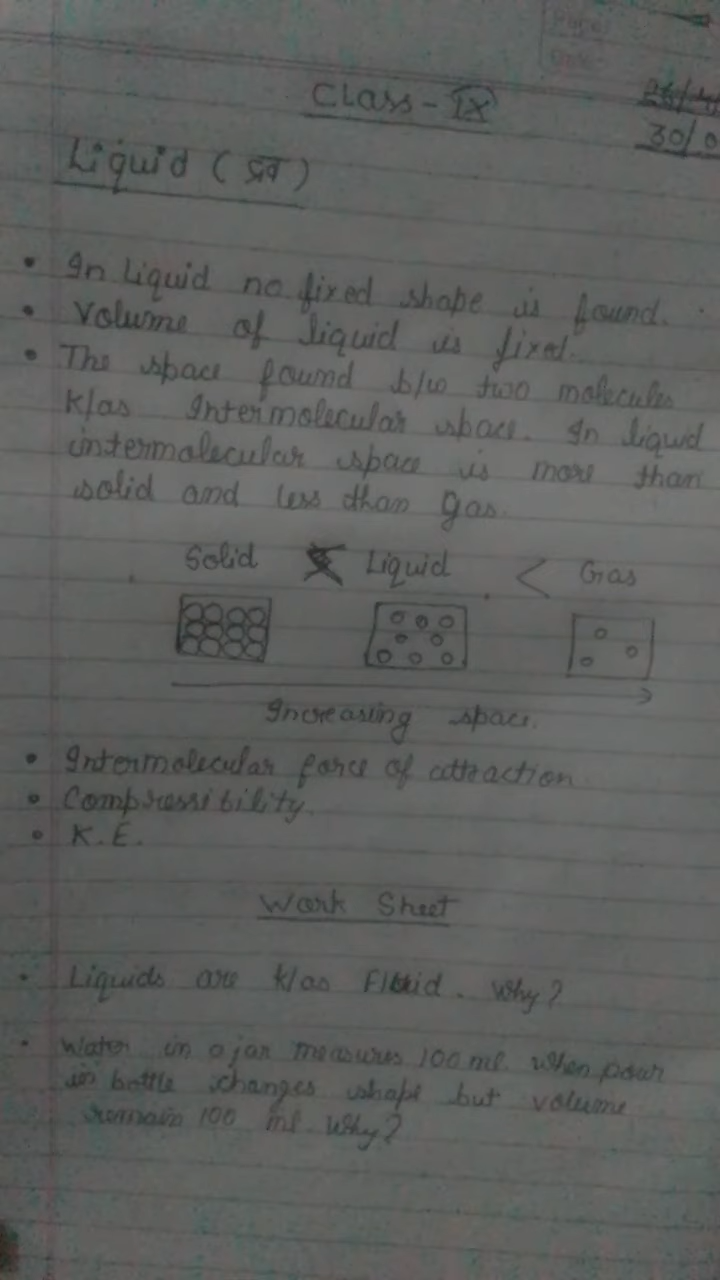 Class - IX
30/0
Liquid (द्रव)
• In liquid no fixed shape is found.
• Volume of liquid is fixed.
• The space found b/w two molecules
k/as Intermolecular space. In liquid
intermolecular space is more than
solid and less than gas.
Solid Liquid < Gas
Increasing space.
• Intermolecular force of attraction
• Compressibility.
• K.E.
Work Sheet
• Liquids are k/as Fluid. Why?
• Water in a jar measures 100 ml. when pour
in bottle changes shape but volume
remain 100 ml Why?